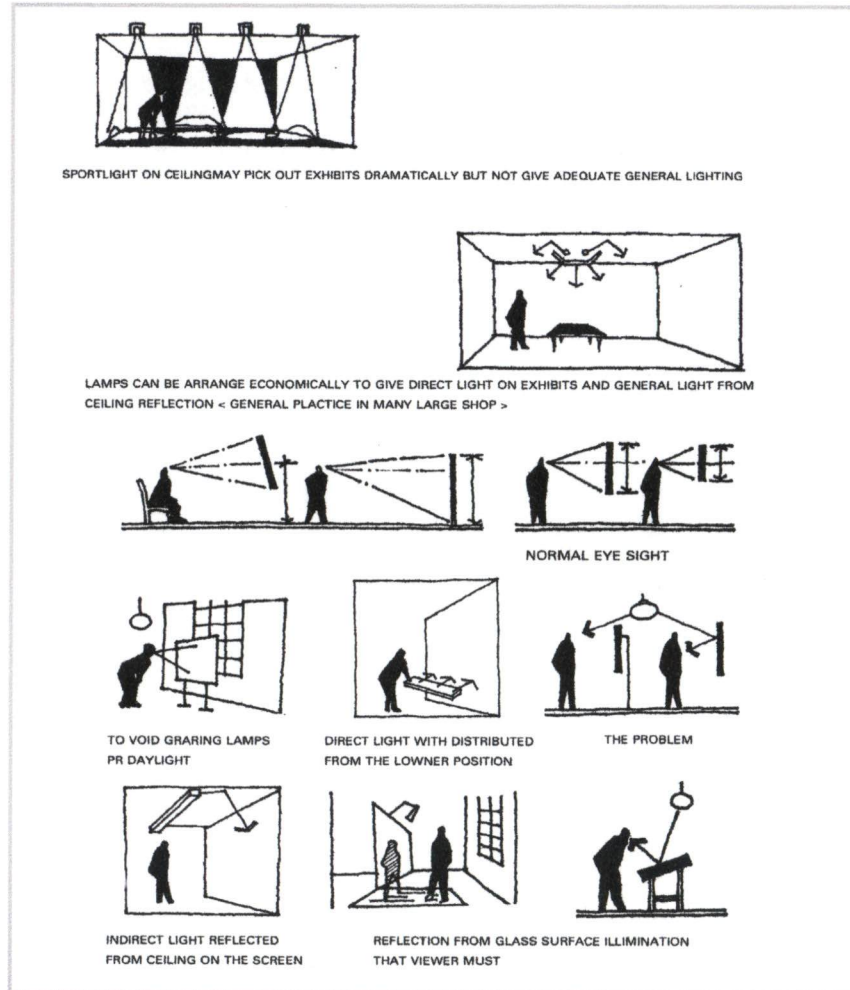 SPORTLIGHT ON CEILINGMAY PICK OUT EXHIBITS DRAMATICALLY BUT NOT GIVE ADEQUATE GENERAL LIGHTING
LAMPS CAN BE ARRANGE ECONOMICALLY TO GIVE DIRECT LIGHT ON EXHIBITS AND GENERAL LIGHT FROM
CEILING REFLECTION < GENERAL PLACTICE IN MANY LARGE SHOP >
NORMAL EYE SIGHT
TO VOID GRARING LAMPS
PR DAYLIGHT
DIRECT LIGHT WITH DISTRIBUTED
FROM THE LOWNER POSITION
THE PROBLEM
INDIRECT LIGHT REFLECTED
FROM CEILING ON THE SCREEN
REFLECTION FROM GLASS SURFACE ILLIMINATION
THAT VIEWER MUST